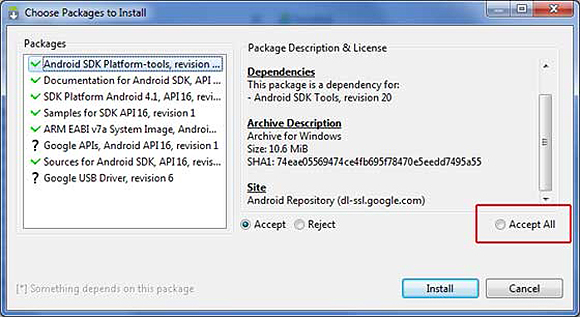 Choose Packages to Install
Packages
Android SDK Platform-tools, revision ...
Documentation for Android SDK, API ...
SDK Platform Android 4.1, API 16, revi...
Samples for SDK API 16, revision 1
ARM EABI v7a System Image, Androi...
Google APIs, Android API 16, revision 1
Sources for Android SDK, API 16, revis...
Google USB Driver, revision 6
Package Description & License
Dependencies
This package is a dependency for:
- Android SDK Tools, revision 20
Archive Description
Archive for Windows
Size: 10.6 MiB
SHA1: 74eae05569474ce4fb695f78470e5eedd7495a55
Site
Android Repository (dl-ssl.google.com)
Accept Reject Accept All
[*] Something depends on this package
Install Cancel